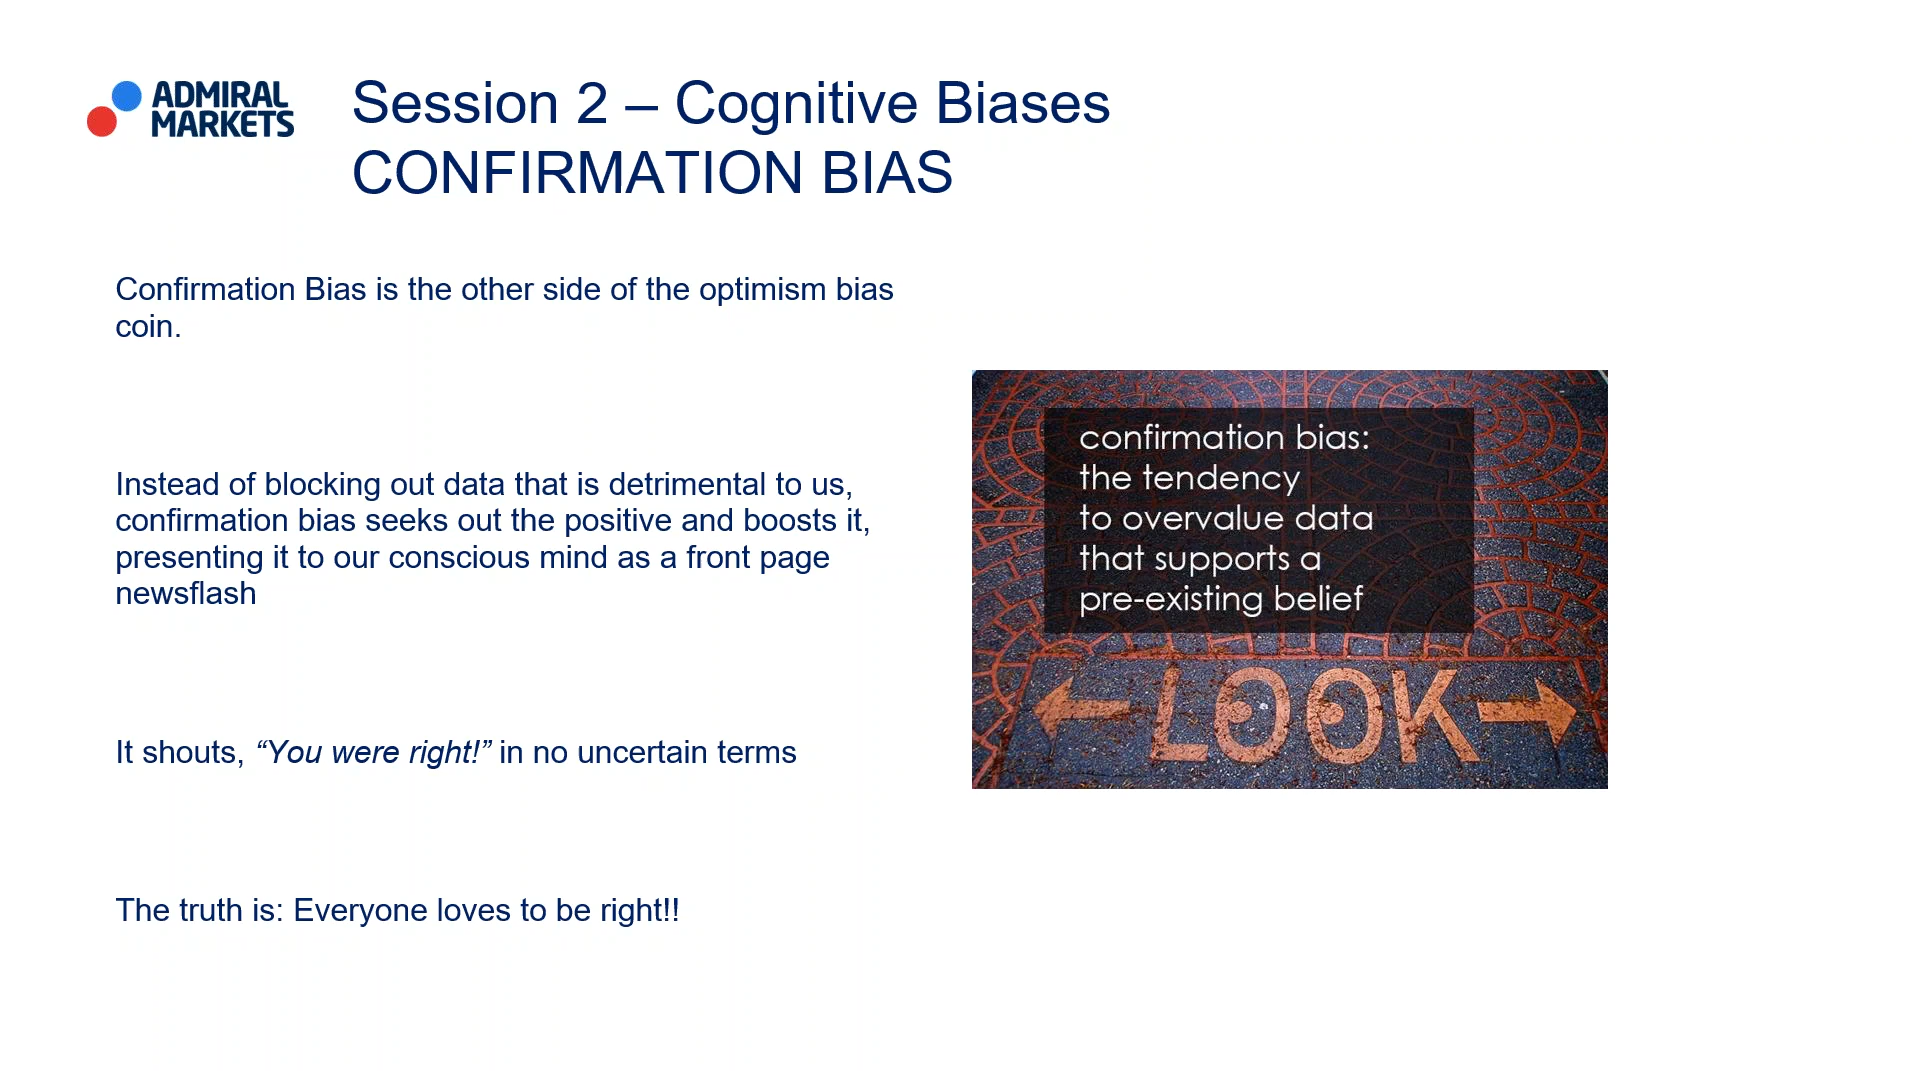 ADMIRAL
MARKETS
Session 2 – Cognitive Biases
CONFIRMATION BIAS
Confirmation Bias is the other side of the optimism bias
coin.
Instead of blocking out data that is detrimental to us,
confirmation bias seeks out the positive and boosts it,
presenting it to our conscious mind as a front page
newsflash
It shouts, “You were right!” in no uncertain terms
The truth is: Everyone loves to be right!!
confirmation bias:
the tendency
to overvalue data
that supports a
pre-existing belief
LOOK